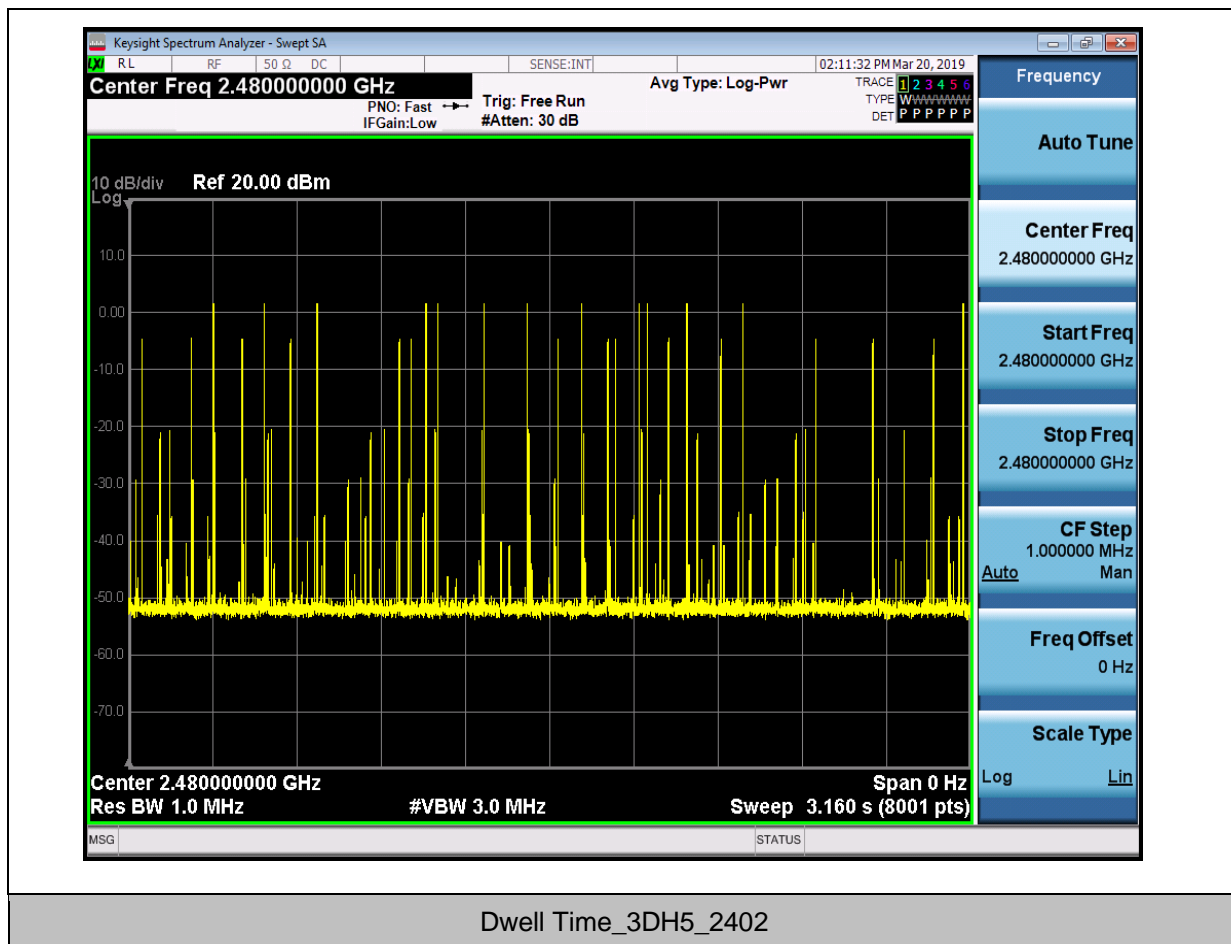 Keysight Spectrum Analyzer - Swept SA
LXI RL RF 50 Ω DC SENSE:INT 02:11:32 PM Mar 20, 2019
Center Freq 2.480000000 GHz
PNO: Fast
IFGain:Low
Trig: Free Run
#Atten: 30 dB
Avg Type: Log-Pwr
TRACE 1 2 3 4 5 6
TYPE WWWWWW
DET P P P P P P
10 dB/div Ref 20.00 dBm
Log
10.0
0.00
-10.0
-20.0
-30.0
-40.0
-50.0
-60.0
-70.0
Center 2.480000000 GHz Span 0 Hz
Res BW 1.0 MHz #VBW 3.0 MHz Sweep 3.160 s (8001 pts)
MSG STATUS
Frequency
Auto Tune
Center Freq
2.480000000 GHz
Start Freq
2.480000000 GHz
Stop Freq
2.480000000 GHz
CF Step
1.000000 MHz
Auto Man
Freq Offset
0 Hz
Scale Type
Log Lin
Dwell Time_3DH5_2402